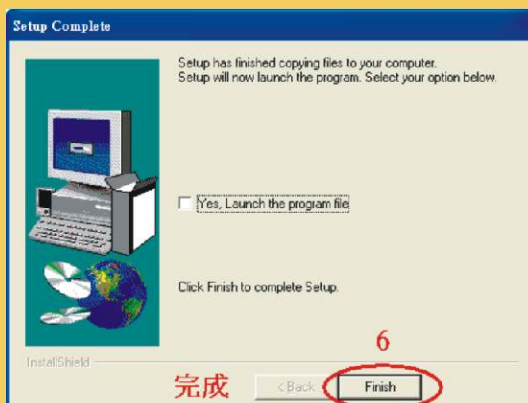 Setup Complete
Setup has finished copying files to your computer.
Setup will now launch the program. Select your option below.
Yes, Launch the program file
Click Finish to complete Setup.
6
InstallShield
完成 < Back Finish